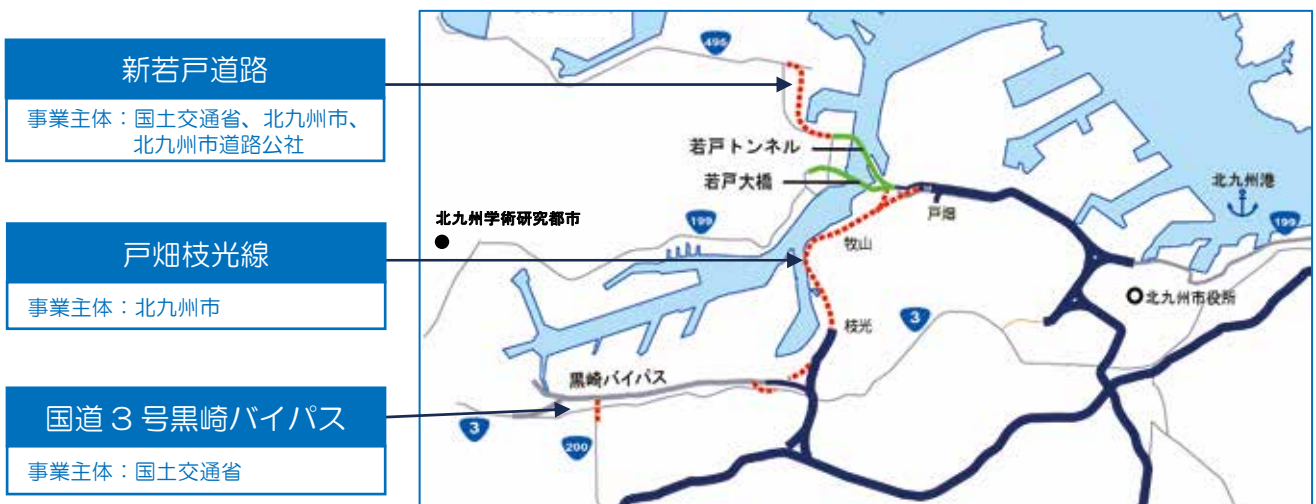 新若戸道路
事業主体：国土交通省、北九州市、
北九州市道路公社
戸畑枝光線
事業主体：北九州市
国道３号黒崎バイパス
事業主体：国土交通省
495
若戸トンネル
若戸大橋
北九州港
199
戸畑
北九州学術研究都市
199
牧山
北九州市役所
枝光
3
黒崎バイパス
3
200